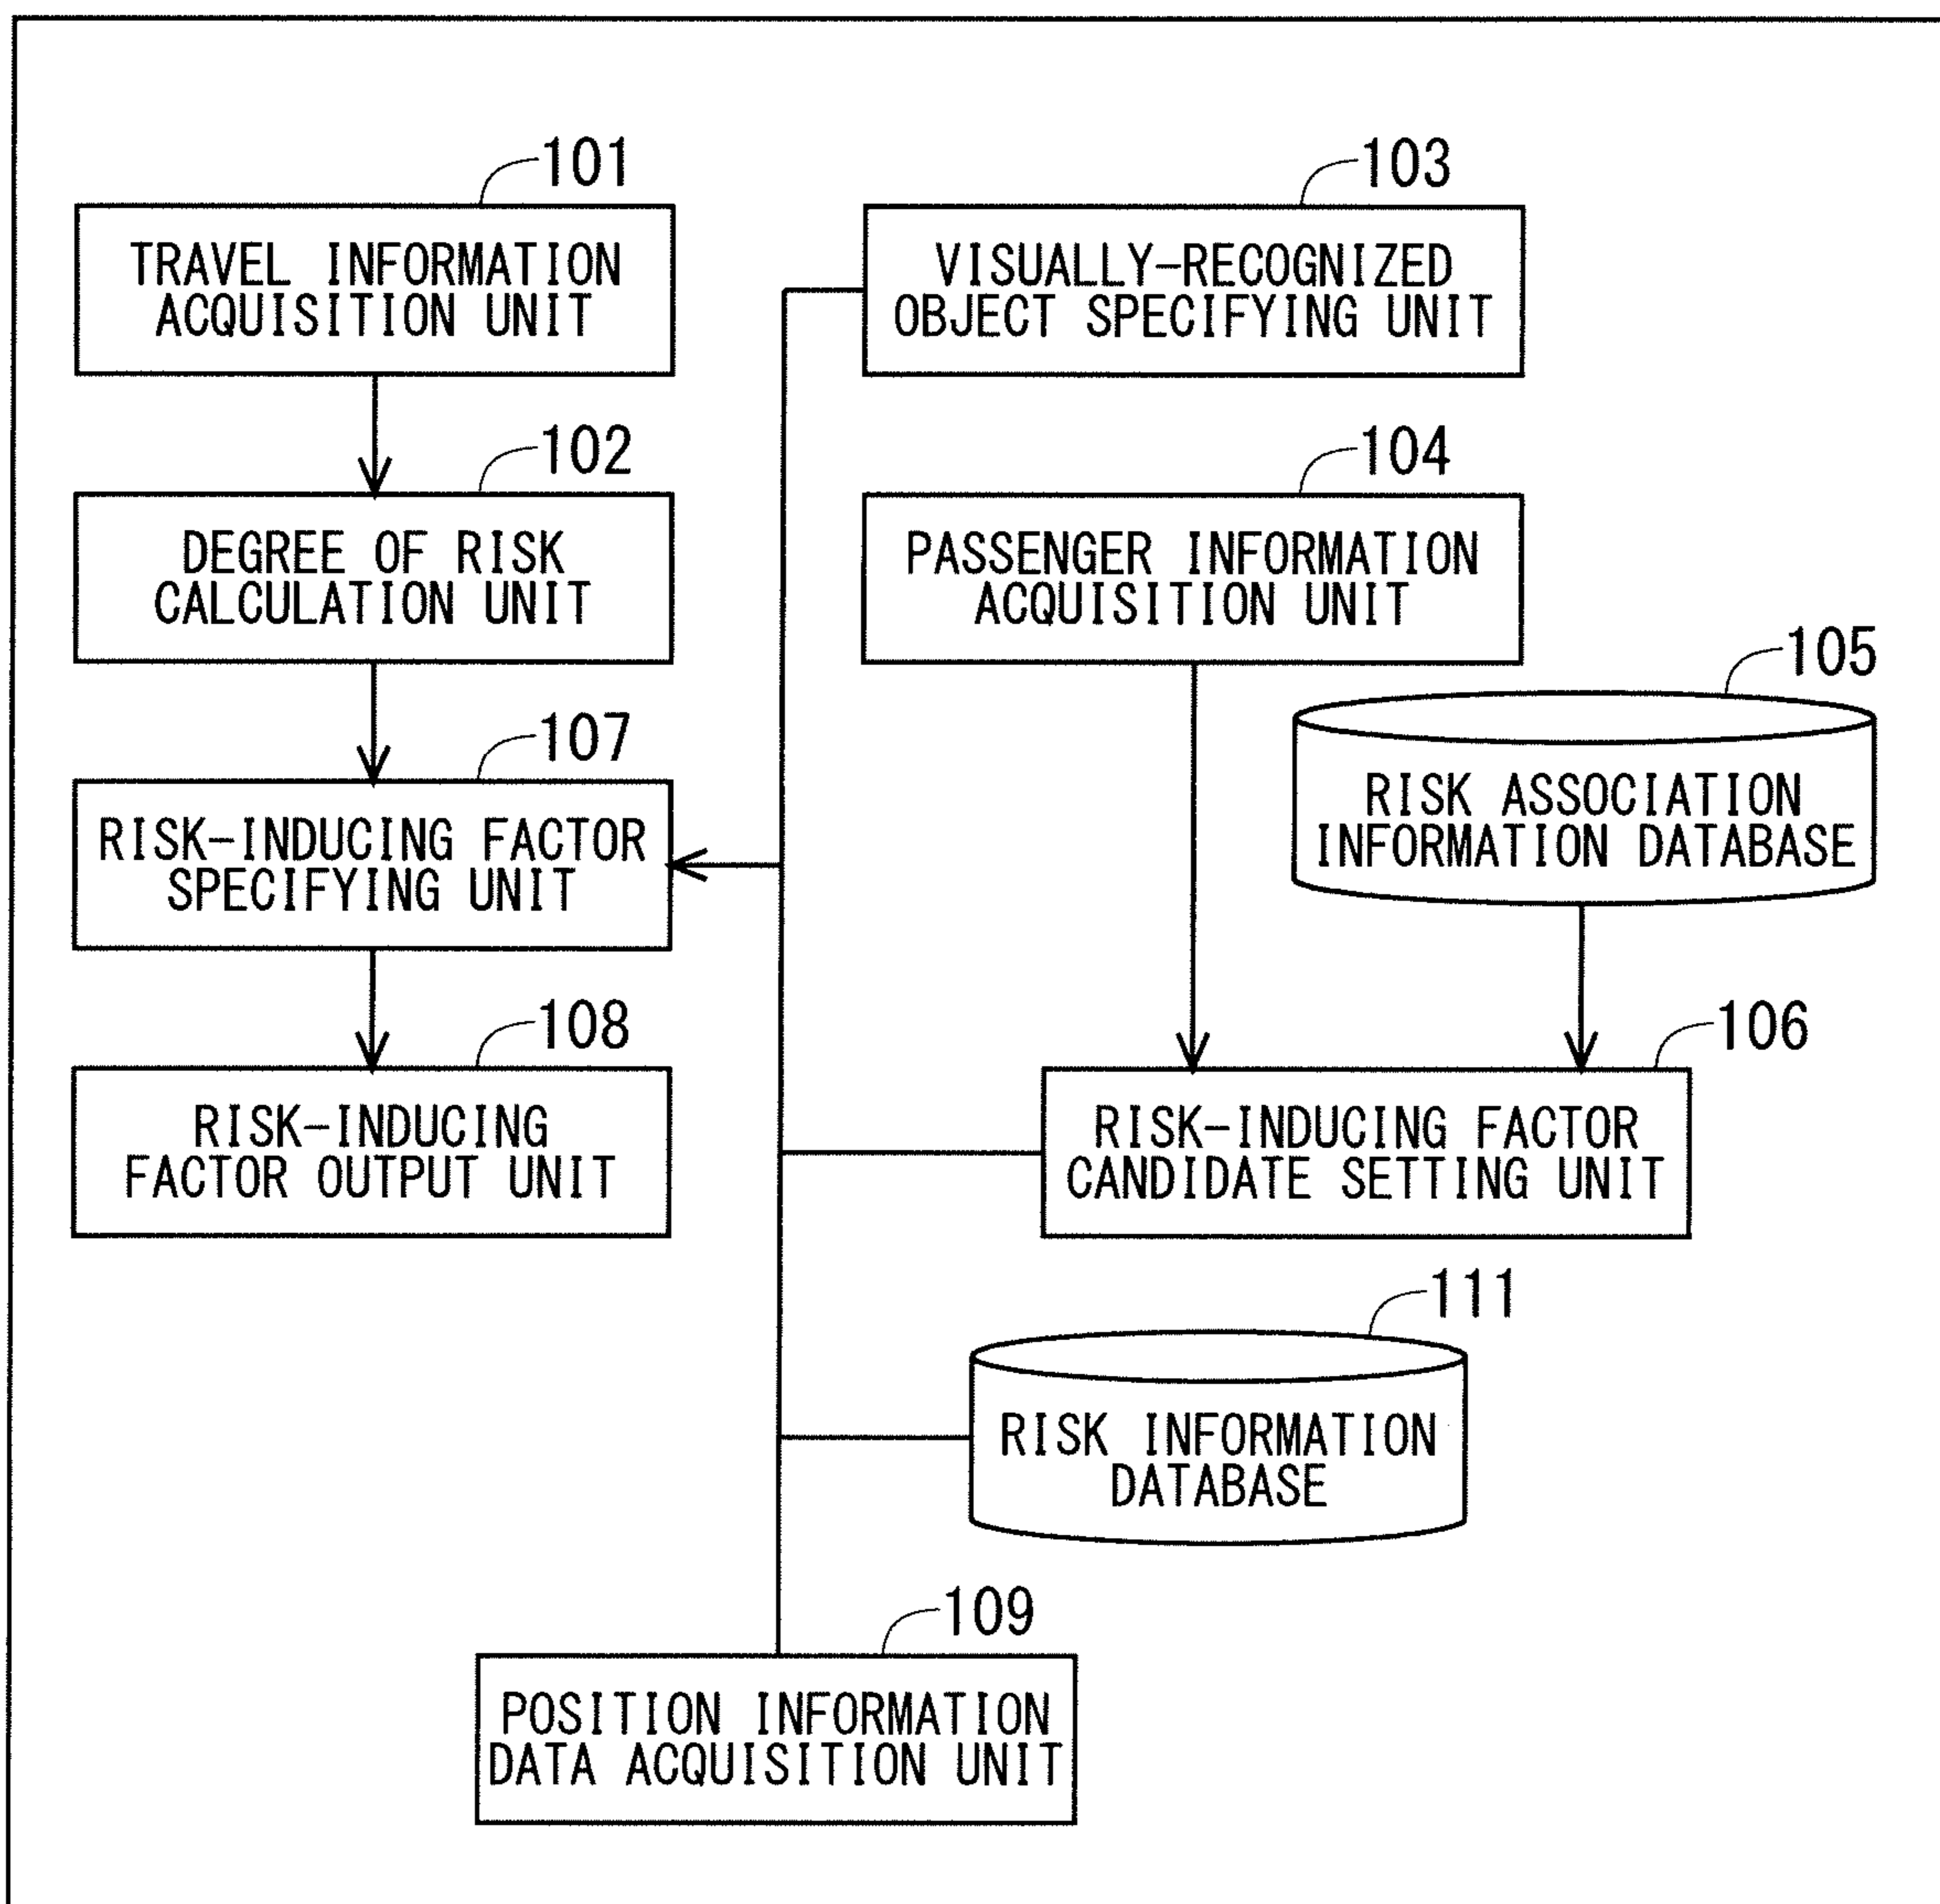 101
TRAVEL INFORMATION
ACQUISITION UNIT
103
VISUALLY-RECOGNIZED
OBJECT SPECIFYING UNIT
102
DEGREE OF RISK
CALCULATION UNIT
104
PASSENGER INFORMATION
ACQUISITION UNIT
105
RISK ASSOCIATION
INFORMATION DATABASE
107
RISK-INDUCING FACTOR
SPECIFYING UNIT
108
RISK-INDUCING
FACTOR OUTPUT UNIT
106
RISK-INDUCING FACTOR
CANDIDATE SETTING UNIT
111
RISK INFORMATION
DATABASE
109
POSITION INFORMATION
DATA ACQUISITION UNIT